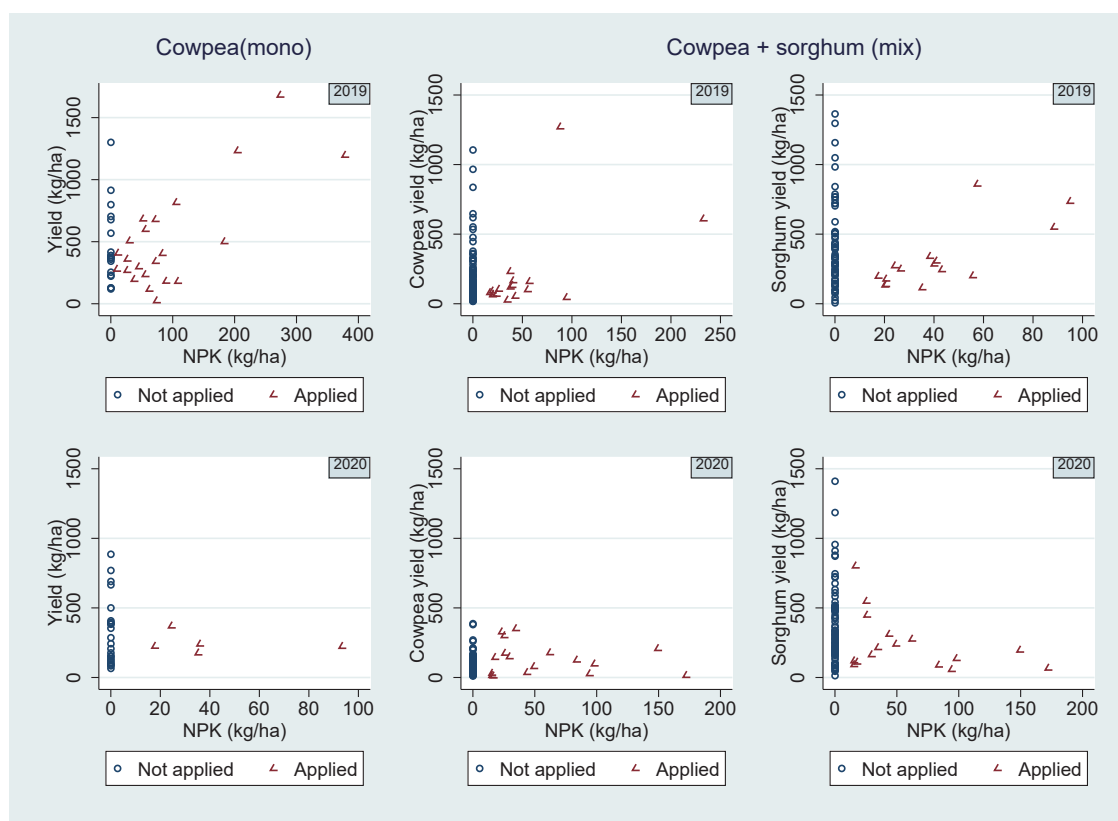 Cowpea(mono)
Cowpea + sorghum (mix)
2019
Yield (kg/ha)
1500
1000
500
0
0 100 200 300 400
NPK (kg/ha)
Not applied Applied
2019
Cowpea yield (kg/ha)
1500
1000
500
0
0 50 100 150 200 250
NPK (kg/ha)
Not applied Applied
2019
Sorghum yield (kg/ha)
1500
1000
500
0
0 20 40 60 80 100
NPK (kg/ha)
Not applied Applied
2020
Yield (kg/ha)
1500
1000
500
0
0 20 40 60 80 100
NPK (kg/ha)
Not applied Applied
2020
Cowpea yield (kg/ha)
1500
1000
500
0
0 50 100 150 200
NPK (kg/ha)
Not applied Applied
2020
Sorghum yield (kg/ha)
1500
1000
500
0
0 50 100 150 200
NPK (kg/ha)
Not applied Applied